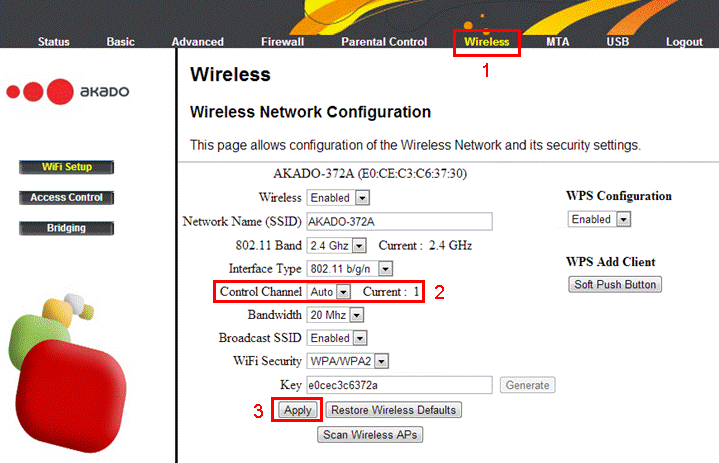 Status Basic Advanced Firewall Parental Control Wireless MTA USB Logout
1
AKADO
WiFi Setup
Access Control
Bridging
Wireless
Wireless Network Configuration
This page allows configuration of the Wireless Network and its security settings.
AKADO-372A (E0:CE:C3:C6:37:30)
Wireless Enabled
Network Name (SSID) AKADO-372A
802.11 Band 2.4 Ghz Current : 2.4 GHz
Interface Type 802.11 b/g/n
Control Channel Auto Current : 1 2
Bandwidth 20 Mhz
Broadcast SSID Enabled
WiFi Security WPA/WPA2
Key e0cec3c6372a Generate
3 Apply Restore Wireless Defaults
Scan Wireless APs
WPS Configuration
Enabled
WPS Add Client
Soft Push Button